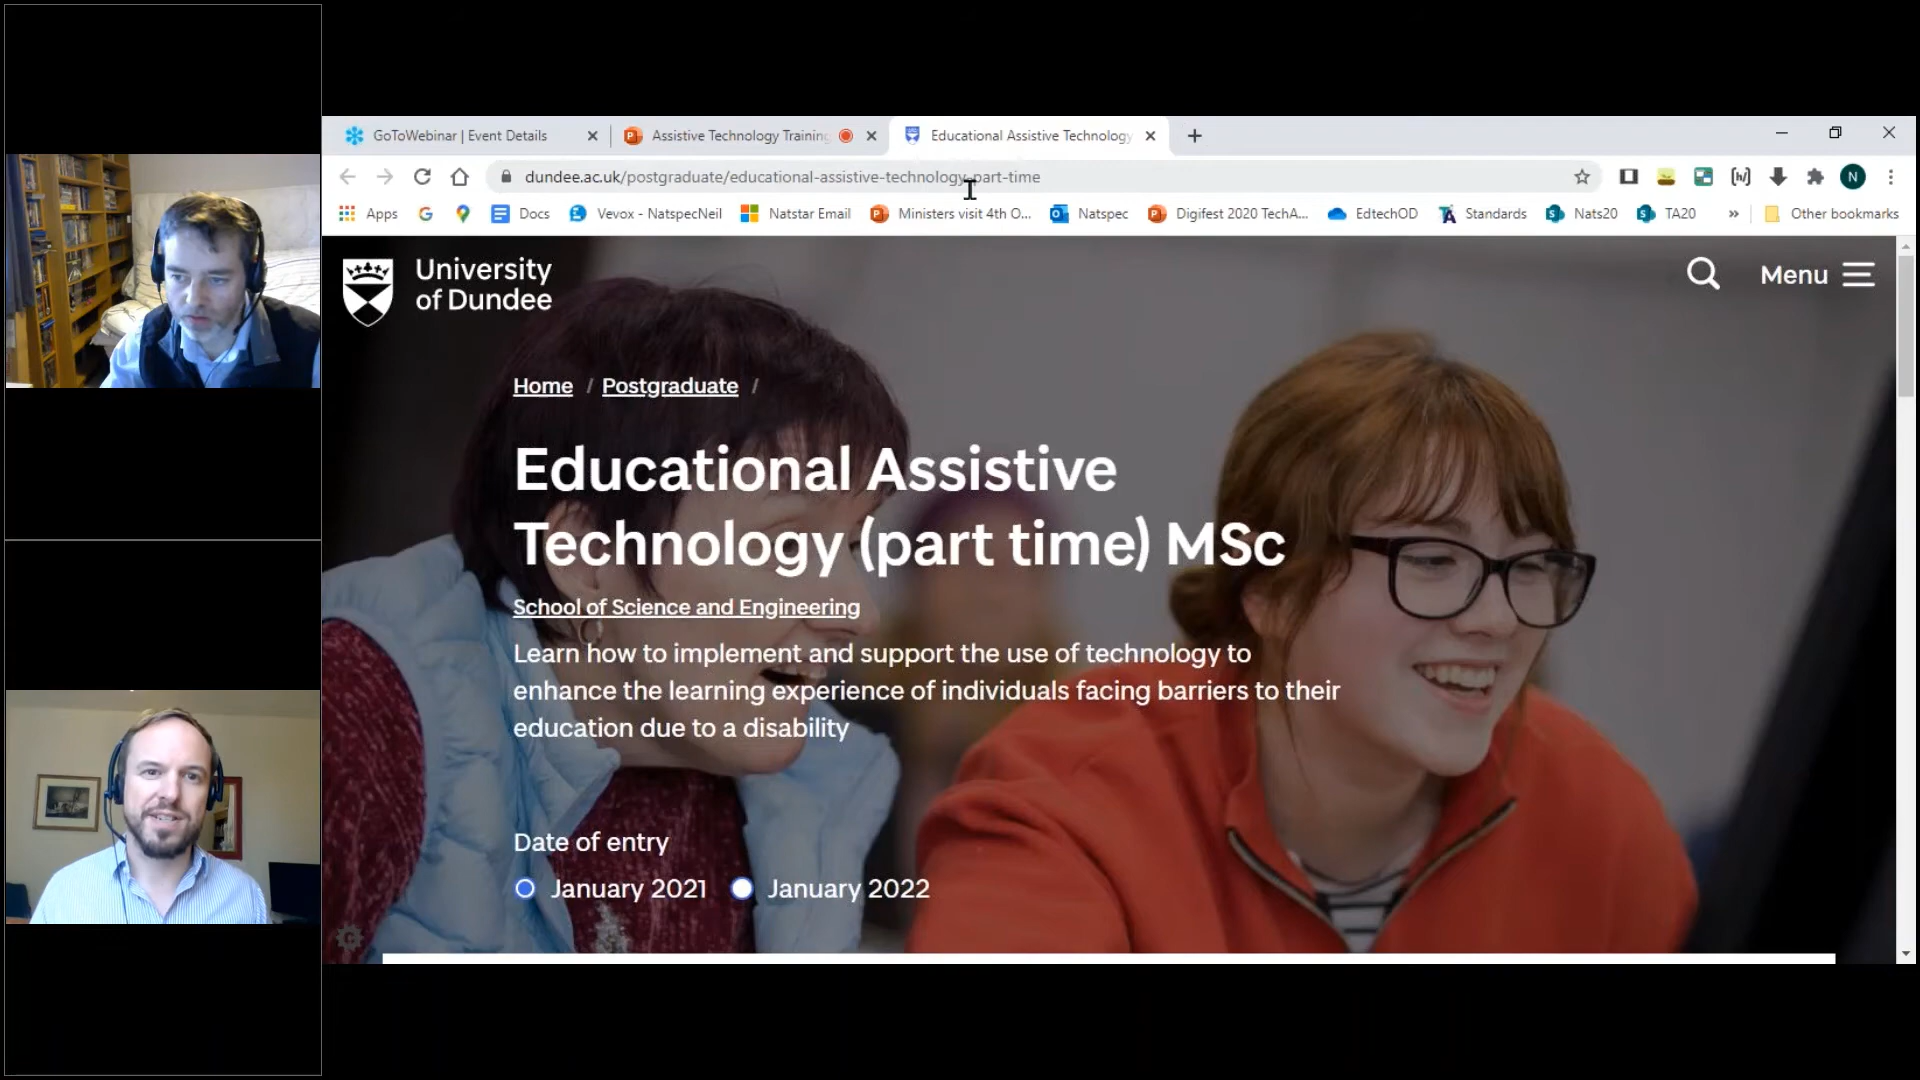 GoToWebinar | Event Details
Assistive Technology Training
Educational Assistive Technology
dundee.ac.uk/postgraduate/educational-assistive-technology-part-time
N
Apps
Docs
Vevox - NatspecNeil
Natstar Email
Ministers visit 4th O...
Natspec
Digifest 2020 TechA...
EdtechOD
Standards
Nats20
TA20
»
Other bookmarks
University
of Dundee
Menu
Home / Postgraduate /
Educational Assistive
Technology (part time) MSc
School of Science and Engineering
Learn how to implement and support the use of technology to
enhance the learning experience of individuals facing barriers to their
education due to a disability
Date of entry
January 2021
January 2022